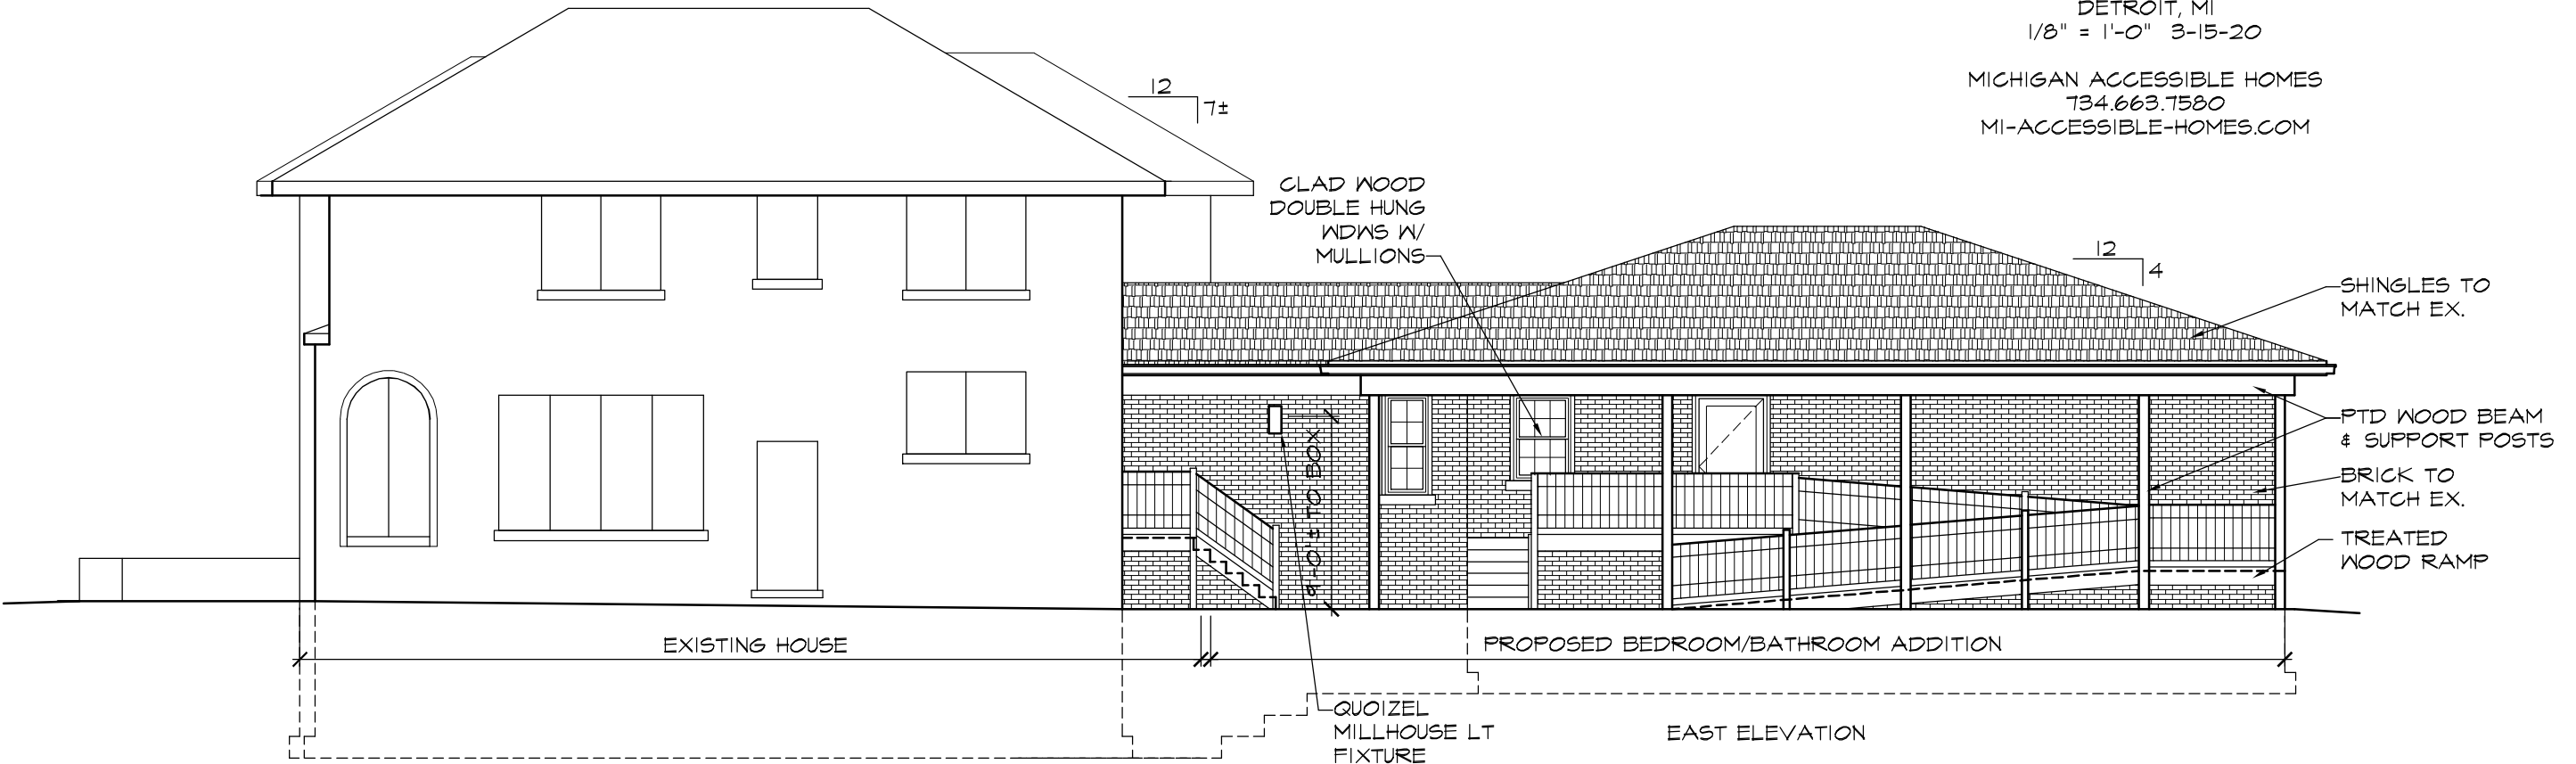 DETROIT, MI
1/8" = 1'-0" 3-15-20
MICHIGAN ACCESSIBLE HOMES
734.663.7580
MI-ACCESSIBLE-HOMES.COM
12
7±
CLAD WOOD
DOUBLE HUNG
WDWS W/
MULLIONS
12
4
SHINGLES TO
MATCH EX.
PTD WOOD BEAM
& SUPPORT POSTS
BRICK TO
MATCH EX.
TREATED
WOOD RAMP
9'-0"± TO BOX
EXISTING HOUSE
PROPOSED BEDROOM/BATHROOM ADDITION
QUOIZEL
MILLHOUSE LT
FIXTURE
EAST ELEVATION